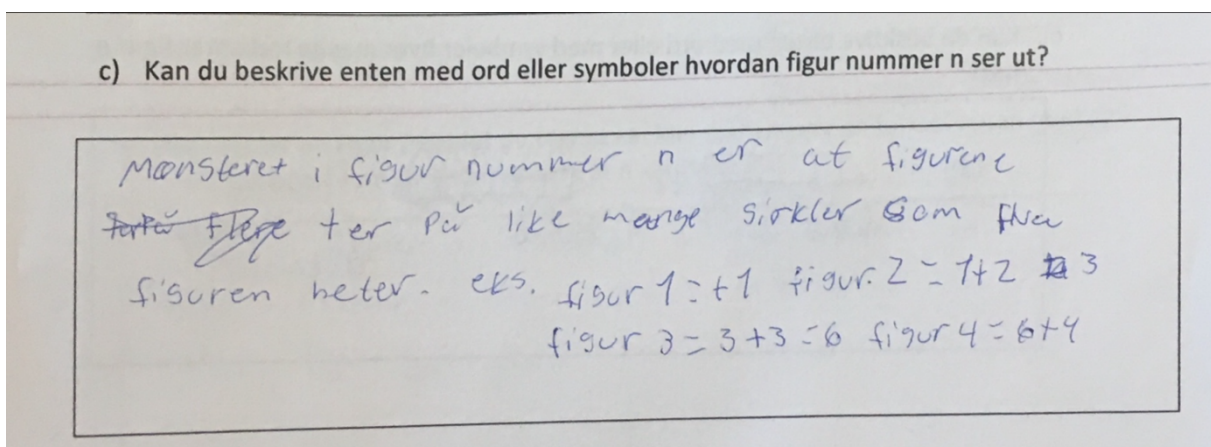 c) Kan du beskrive enten med ord eller symboler hvordan figur nummer n ser ut?
Mønsteret i figur nummer n er at figurene
ter på like mange sirkler som hva
figuren heter. eks. figur 1 = +1 figur. 2 = 1+2 3
figur 3 = 3+3 = 6 figur 4 = 6+4